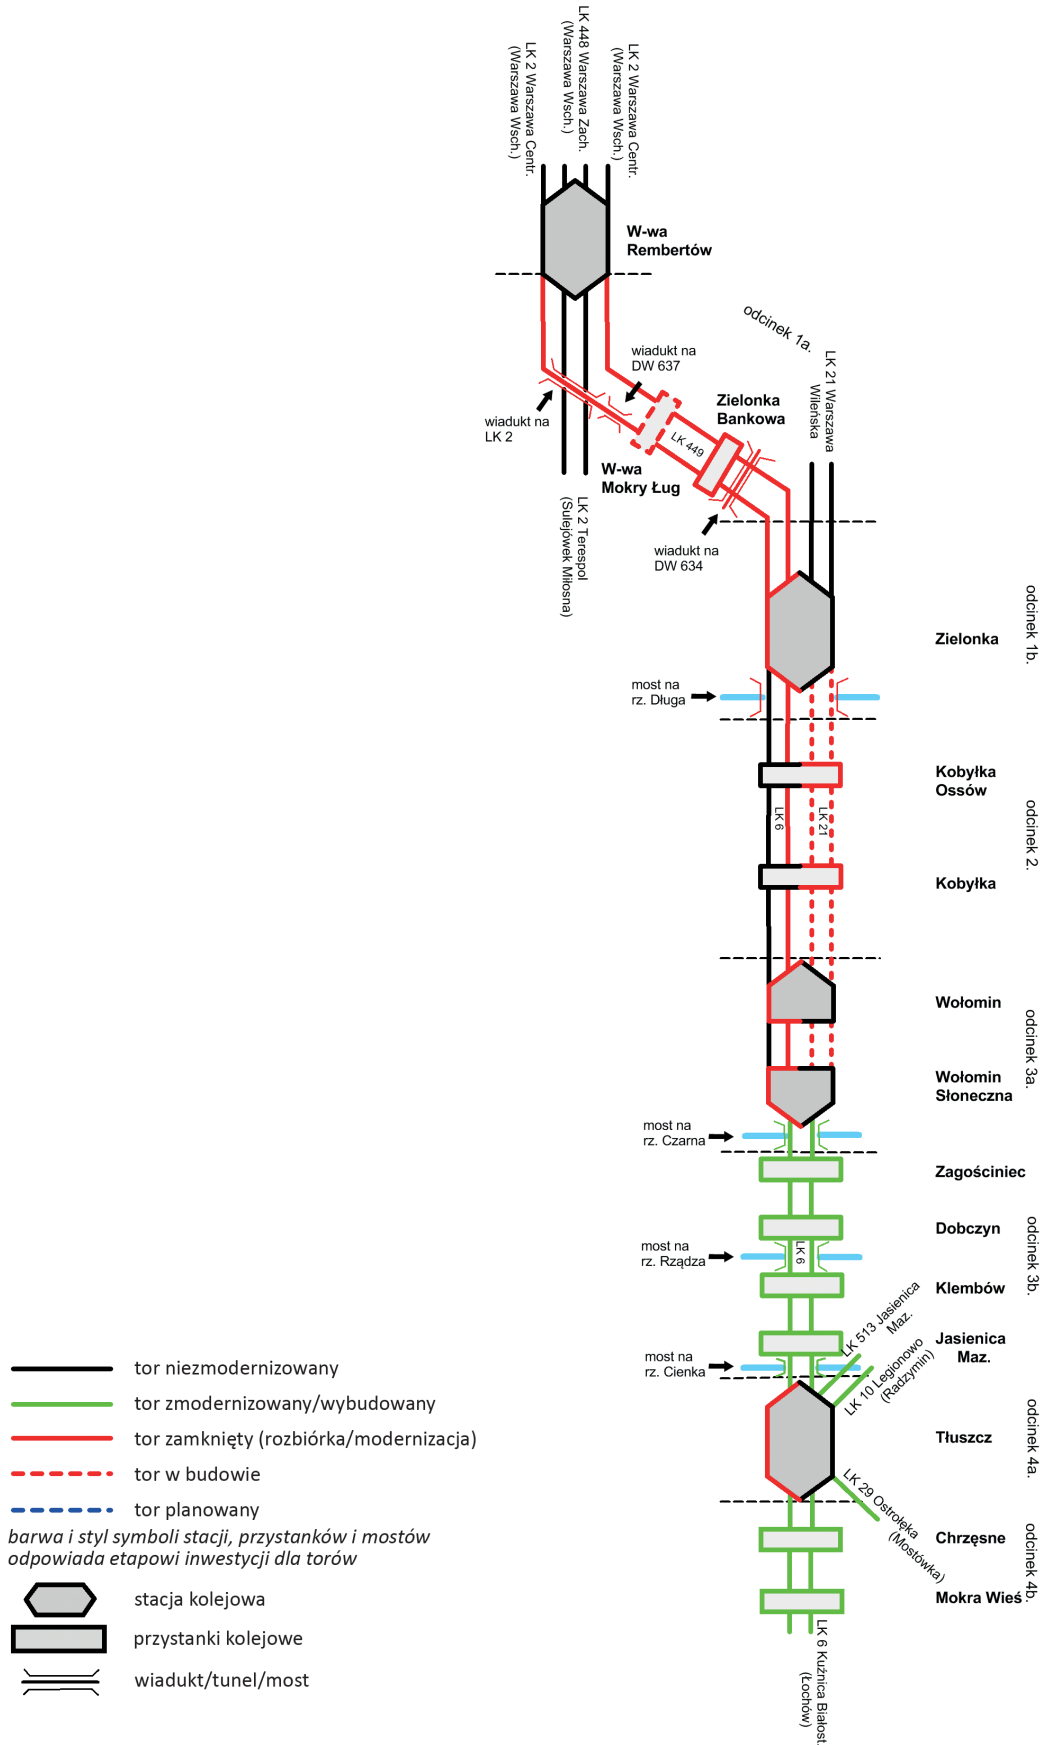 LK 2 Warszawa Centr.
(Warszawa Wsch.)
LK 448 Warszawa Zach.
(Warszawa Wsch.)
LK 2 Warszawa Centr.
(Warszawa Wsch.)
W-wa
Rembertów
odcinek 1a.
wiadukt na
DW 637
LK 21 Warszawa
Wileńska
Zielonka
Bankowa
wiadukt na
LK 2
LK 449
W-wa
Mokry Ług
LK 2 Terespol
(Sulejówek Miłosna)
wiadukt na
DW 634
odcinek 1b.
Zielonka
most na
rz. Długa
Kobyłka
Ossów
LK 6
LK 21
odcinek 2.
Kobyłka
Wołomin
odcinek 3a.
Wołomin
Słoneczna
most na
rz. Czarna
Zagościniec
Dobczyn
most na
rz. Rządza
LK 6
odcinek 3b.
Klembów
LK 513 Jasienica
Maz.
Jasienica
Maz.
most na
rz. Cienka
LK 10 Legionowo
(Radzymin)
Tłuszcz
odcinek 4a.
LK 29 Ostrołęka
(Mostówka)
Chrzęsne
odcinek 4b.
Mokra Wieś
LK 6 Kuźnica Białost.
(Łochów)
tor niezmodernizowany
tor zmodernizowany/wybudowany
tor zamknięty (rozbiórka/modernizacja)
tor w budowie
tor planowany
barwa i styl symboli stacji, przystanków i mostów
odpowiada etapowi inwestycji dla torów
stacja kolejowa
przystanki kolejowe
wiadukt/tunel/most